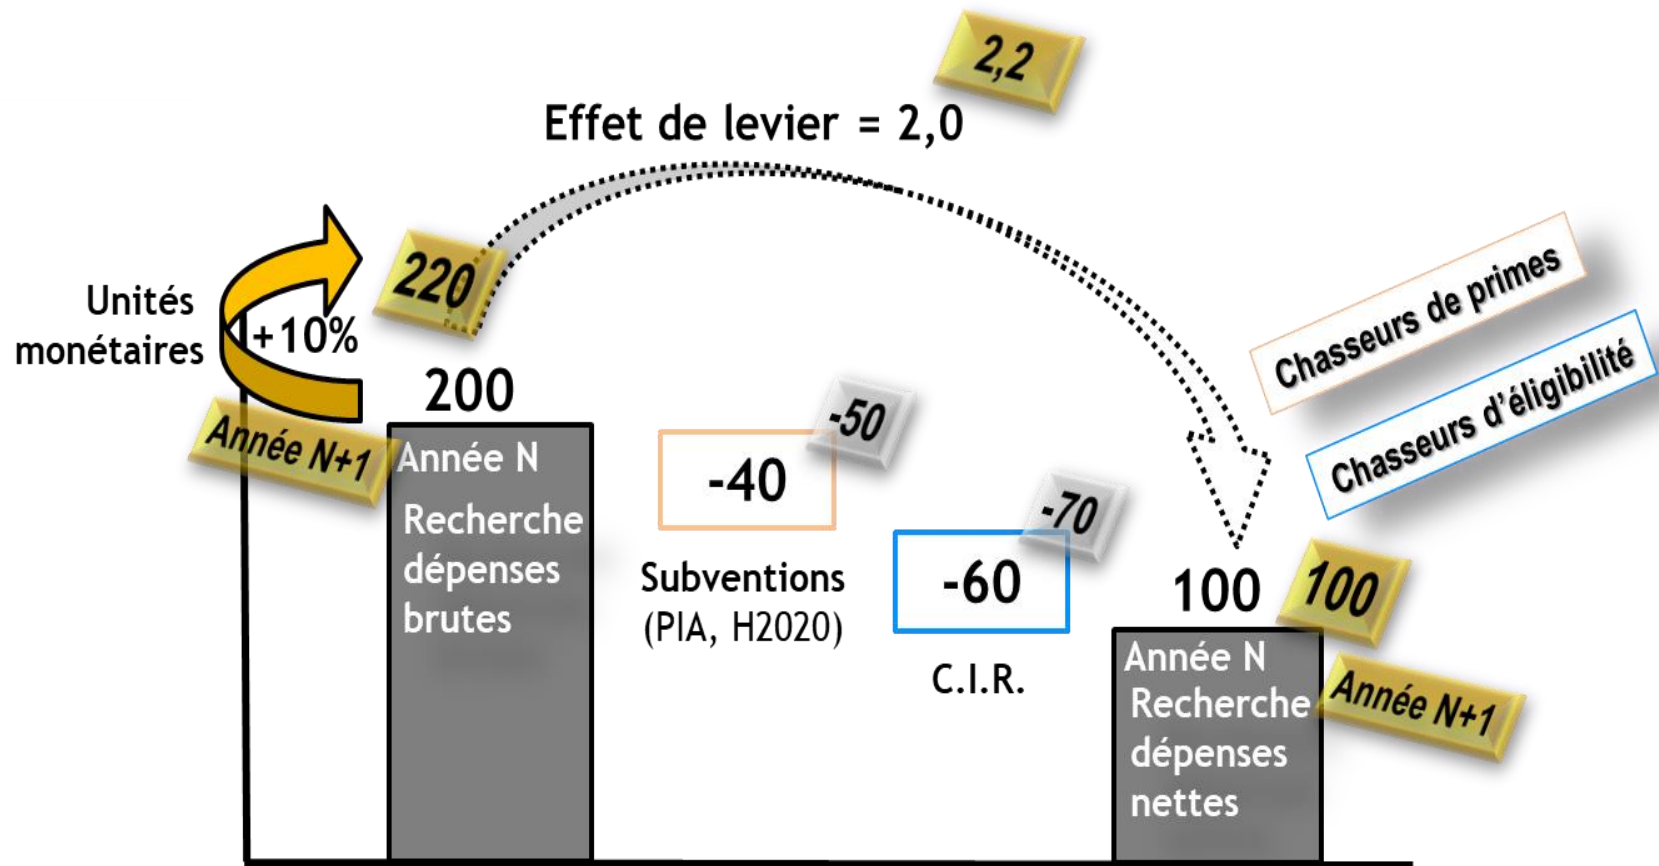 2,2
Effet de levier = 2,0
220
Unités
monétaires
+10%
200
Année N+1
Année N
Recherche
dépenses
brutes
-40
-50
Subventions
(PIA, H2020)
-60
-70
C.I.R.
Chasseurs de primes
Chasseurs d'éligibilité
100
100
Année N
Recherche
dépenses
nettes
Année N+1